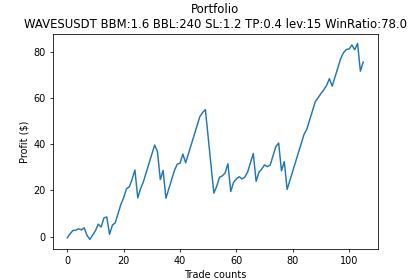 Portfolio
WAVESUSDT BBM:1.6 BBL:240 SL:1.2 TP:0.4 lev:15 WinRatio:78.0
Profit ($)
80
60
40
20
0
0 20 40 60 80 100
Trade counts